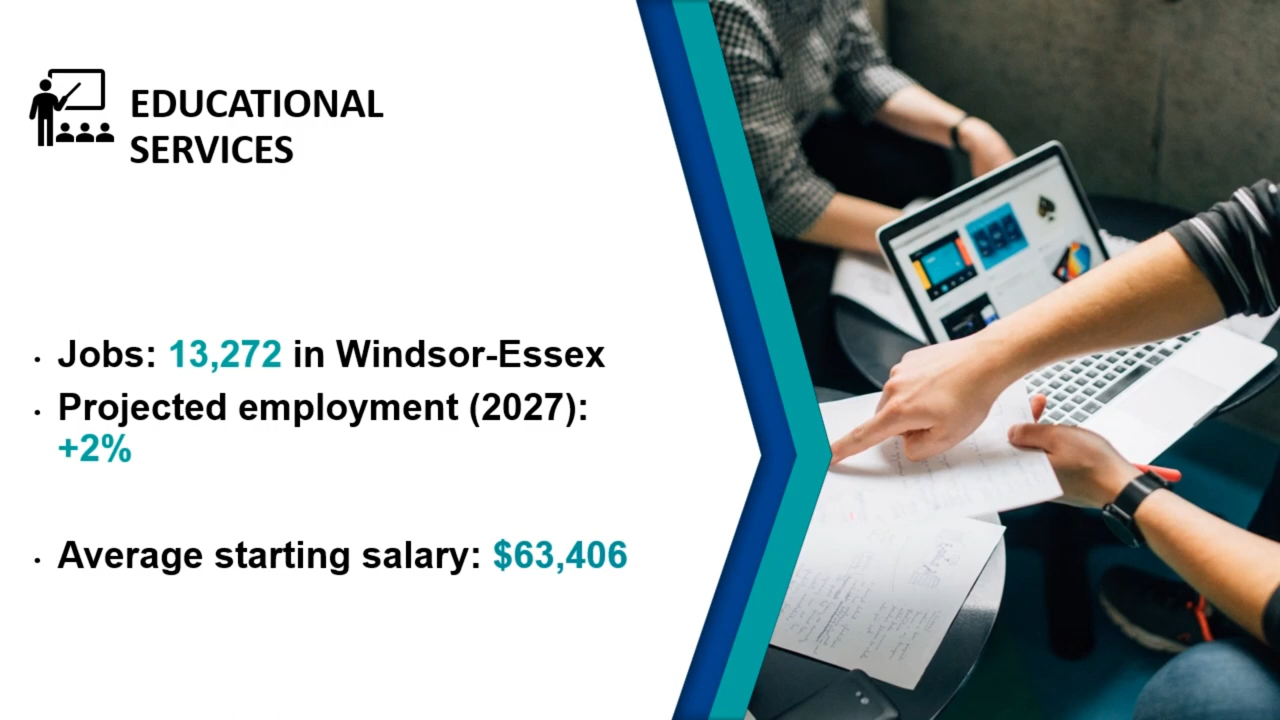 EDUCATIONAL
SERVICES
• Jobs: 13,272 in Windsor-Essex
• Projected employment (2027):
+2%
• Average starting salary: $63,406